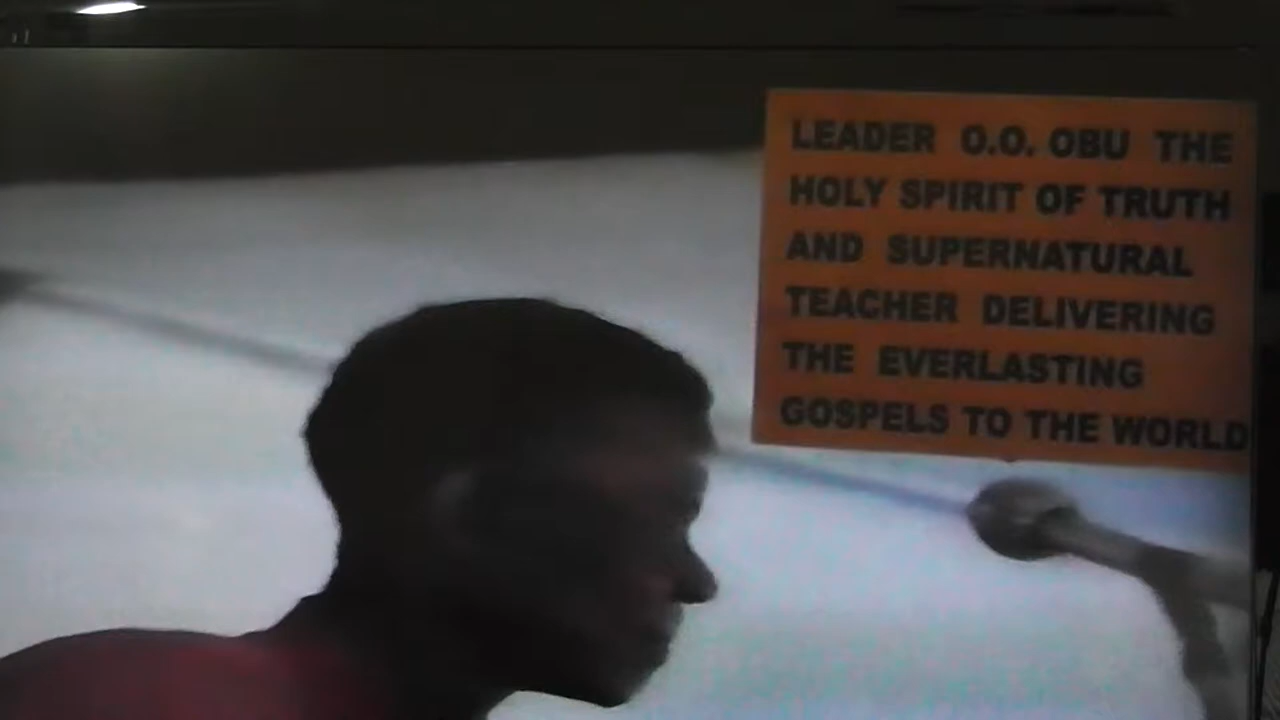 LEADER O.O. OBU THE
HOLY SPIRIT OF TRUTH
AND SUPERNATURAL
TEACHER DELIVERING
THE EVERLASTING
GOSPELS TO THE WORLD